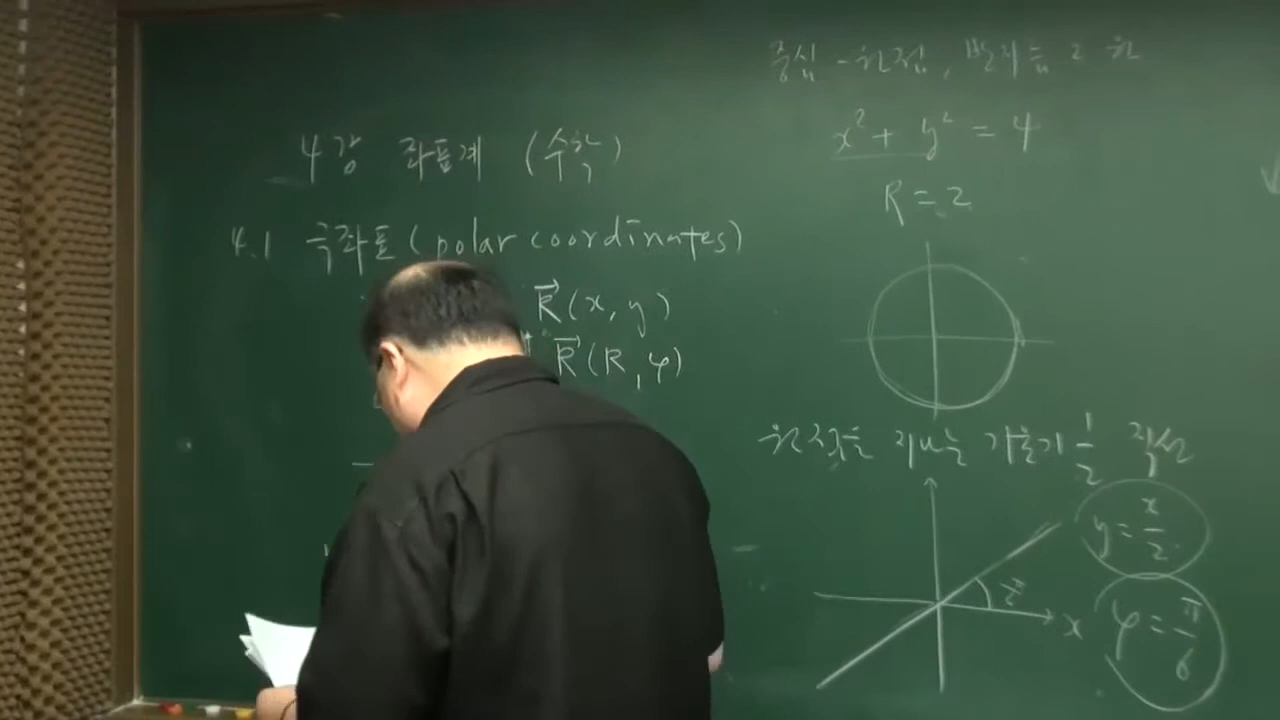 4강 좌표계 (수학)
4.1 극좌표 (polar coordinates)
R⃗(x, y)
R⃗(R, φ)
중심 - 원점, 반지름 2 원
x² + y² = 4
R = 2
원점을 지나는 기울기 1/2 직선
y = x/2
x
φ = π/6